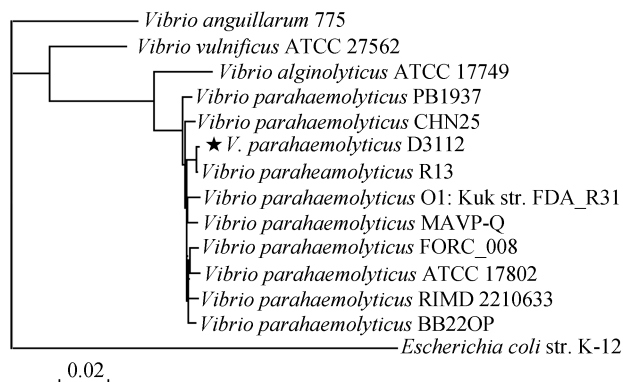 Vibrio anguillarum 775
Vibrio vulnificus ATCC 27562
Vibrio alginolyticus ATCC 17749
Vibrio parahaemolyticus PB1937
Vibrio parahaemolyticus CHN25
★ V. parahaemolyticus D3112
Vibrio paraheamolyticus R13
Vibrio parahaemolyticus O1: Kuk str. FDA_R31
Vibrio parahaemolyticus MAVP-Q
Vibrio parahaemolyticus FORC_008
Vibrio parahaemolyticus ATCC 17802
Vibrio parahaemolyticus RIMD 2210633
Vibrio parahaemolyticus BB22OP
Escherichia coli str. K-12
0.02